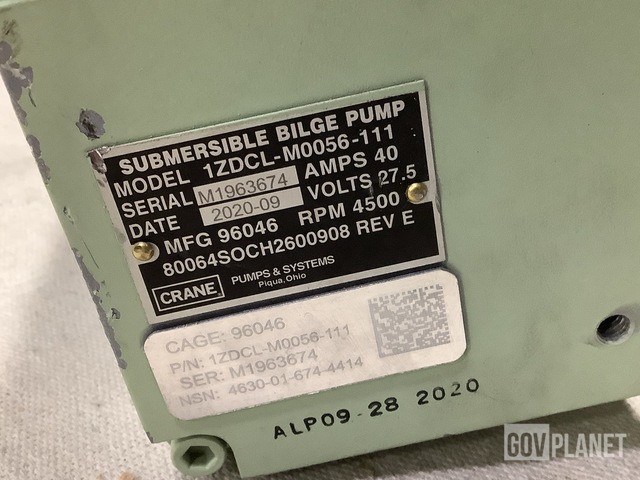 SUBMERSIBLE BILGE PUMP
MODEL 1ZDCL-M0056-111
SERIAL M1963674 AMPS 40
DATE 2020-09 VOLTS 27.5
MFG 96046 RPM 4500
80064SOCH2600908 REV E
CRANE PUMPS & SYSTEMS
Piqua, Ohio
CAGE: 96046
P/N: 1ZDCL-M0056-111
SER: M1963674
NSN: 4630-01-674-4414
ALP09-28 2020
GOVPLANET